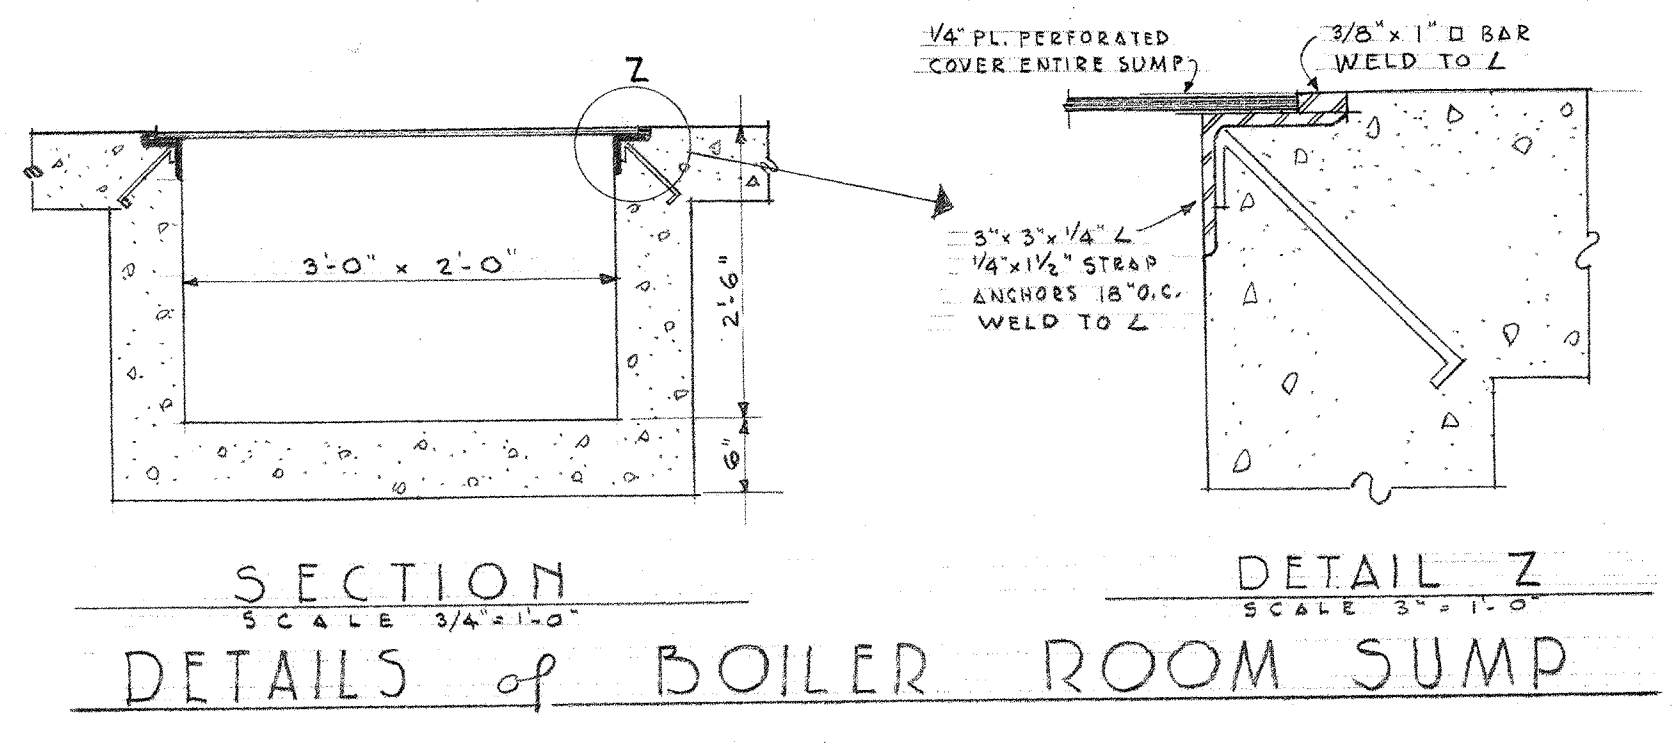 Z
3'-0" x 2'-0"
2'-6"
6"
1/4" PL. PERFORATED
COVER ENTIRE SUMP
3/8" x 1" □ BAR
WELD TO ∠
3" x 3" x 1/4" ∠
1/4" x 1 1/2" STRAP
ANCHORS 18" O.C.
WELD TO ∠
SECTION
SCALE 3/4" = 1'-0"
DETAIL Z
SCALE 3" = 1'-0"
DETAILS of BOILER ROOM SUMP